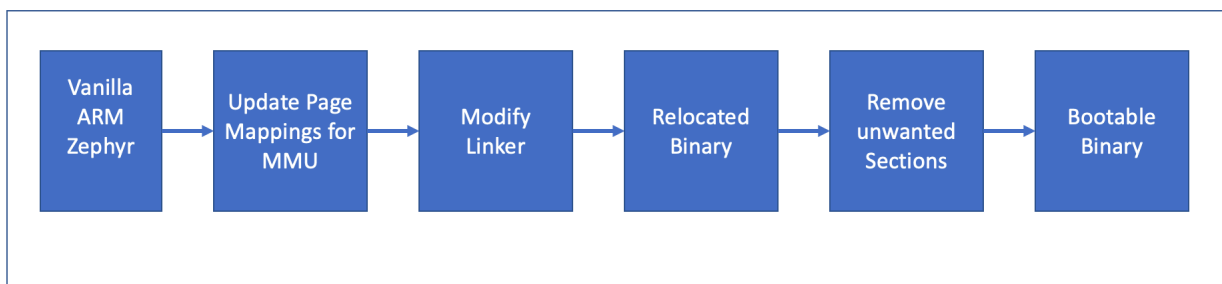 Vanilla
ARM
Zephyr
Update Page
Mappings for
MMU
Modify
Linker
Relocated
Binary
Remove
unwanted
Sections
Bootable
Binary